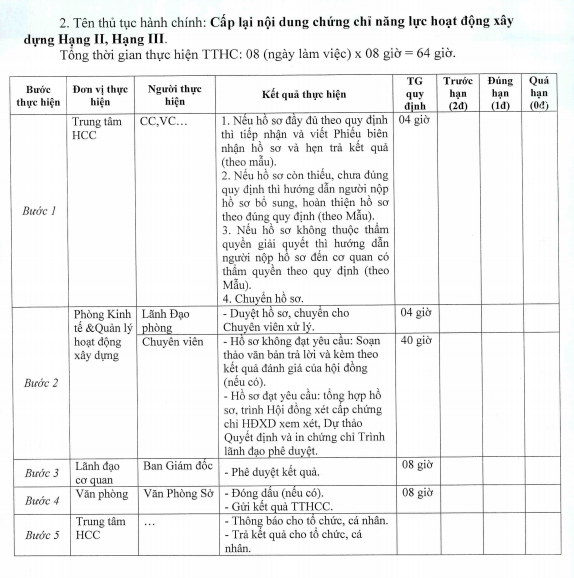 2. Tên thủ tục hành chính: Cấp lại nội dung chứng chỉ năng lực hoạt động xây
dựng Hạng II, Hạng III.
Tổng thời gian thực hiện TTHC: 08 (ngày làm việc) x 08 giờ = 64 giờ.
Bước thực hiện
Đơn vị thực hiện
Người thực hiện
Kết quả thực hiện
TG quy định
Trước hạn (2đ)
Đúng hạn (1đ)
Quá hạn (0đ)
Bước 1
Trung tâm
HCC
CC,VC…
1. Nếu hồ sơ đầy đủ theo quy định
thì tiếp nhận và viết Phiếu biên
nhận hồ sơ và hẹn trả kết quả
(theo mẫu).
2. Nếu hồ sơ còn thiếu, chưa đúng
quy định thì hướng dẫn người nộp
hồ sơ bổ sung, hoàn thiện hồ sơ
theo đúng quy định (theo Mẫu).
3. Nếu hồ sơ không thuộc thẩm
quyền giải quyết thì hướng dẫn
người nộp hồ sơ đến cơ quan có
thẩm quyền theo quy định (theo
Mẫu).
4. Chuyển hồ sơ.
04 giờ
Bước 2
Phòng Kinh
tế &Quản lý
hoạt động
xây dựng
Lãnh Đạo
phòng
- Duyệt hồ sơ, chuyển cho
Chuyên viên xử lý.
04 giờ
Chuyên viên
- Hồ sơ không đạt yêu cầu: Soạn
thảo văn bản trả lời và kèm theo
kết quả đánh giá của hội đồng
(nếu có).
- Hồ sơ đạt yêu cầu: tổng hợp hồ
sơ, trình Hội đồng xét cấp chứng
chỉ HĐXD xem xét, Dự thảo
Quyết định và in chứng chỉ Trình
lãnh đạo phê duyệt.
40 giờ
Bước 3
Lãnh đạo
cơ quan
Ban Giám đốc
- Phê duyệt kết quả.
08 giờ
Bước 4
Văn phòng
Văn Phòng Sở
- Đóng dấu (nếu có).
- Gửi kết quả TTHCC.
08 giờ
Bước 5
Trung tâm
HCC
…
- Thông báo cho tổ chức, cá nhân.
- Trả kết quả cho tổ chức, cá
nhân.